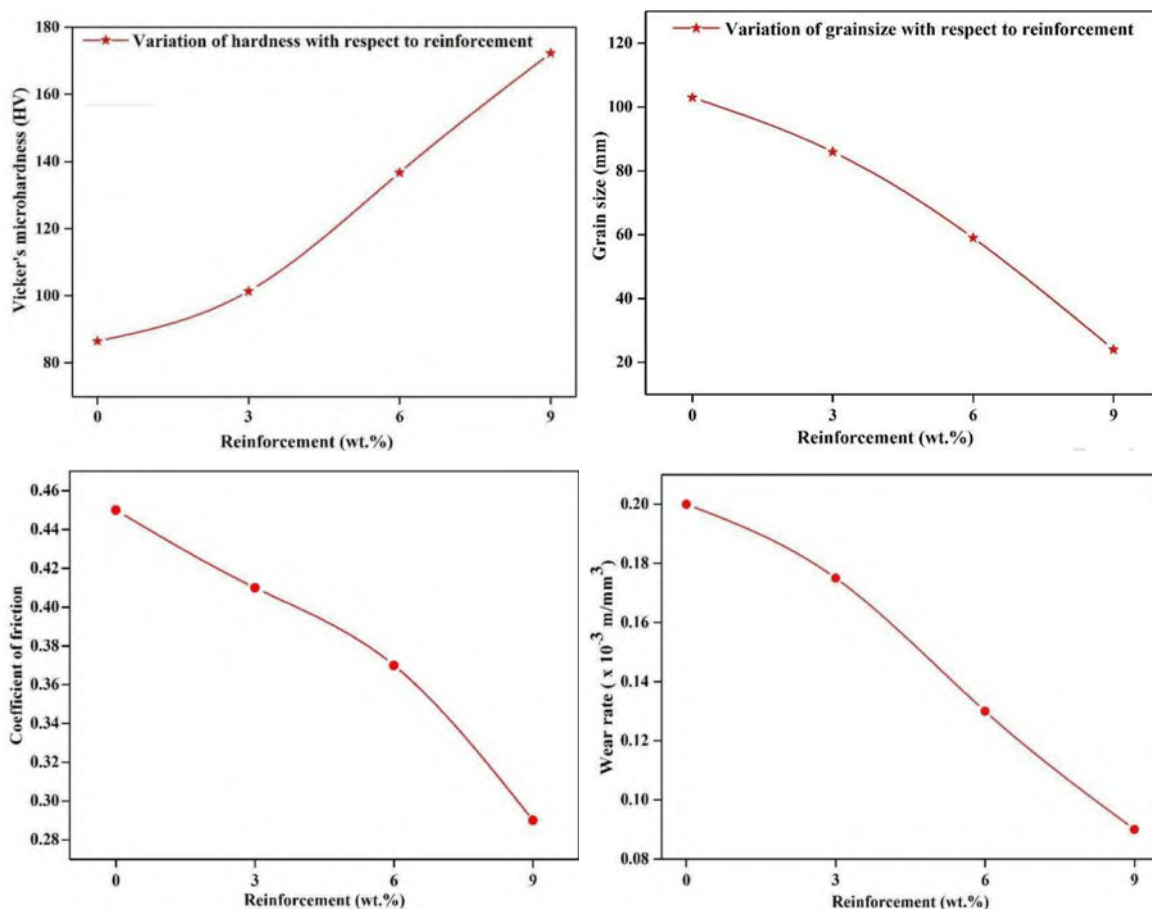 Variation of hardness with respect to reinforcement
180
160
140
120
100
80
Vicker's microhardness (HV)
0 3 6 9
Reinforcement (wt.%)
Variation of grainsize with respect to reinforcement
120
100
80
60
40
20
Grain size (mm)
0 3 6 9
Reinforcement (wt.%)
0.46
0.44
0.42
0.40
0.38
0.36
0.34
0.32
0.30
0.28
Coefficient of friction
0 3 6 9
Reinforcement (wt.%)
0.20
0.18
0.16
0.14
0.12
0.10
0.08
Wear rate ( x 10⁻³ m/mm³)
0 3 6 9
Reinforcement (wt.%)